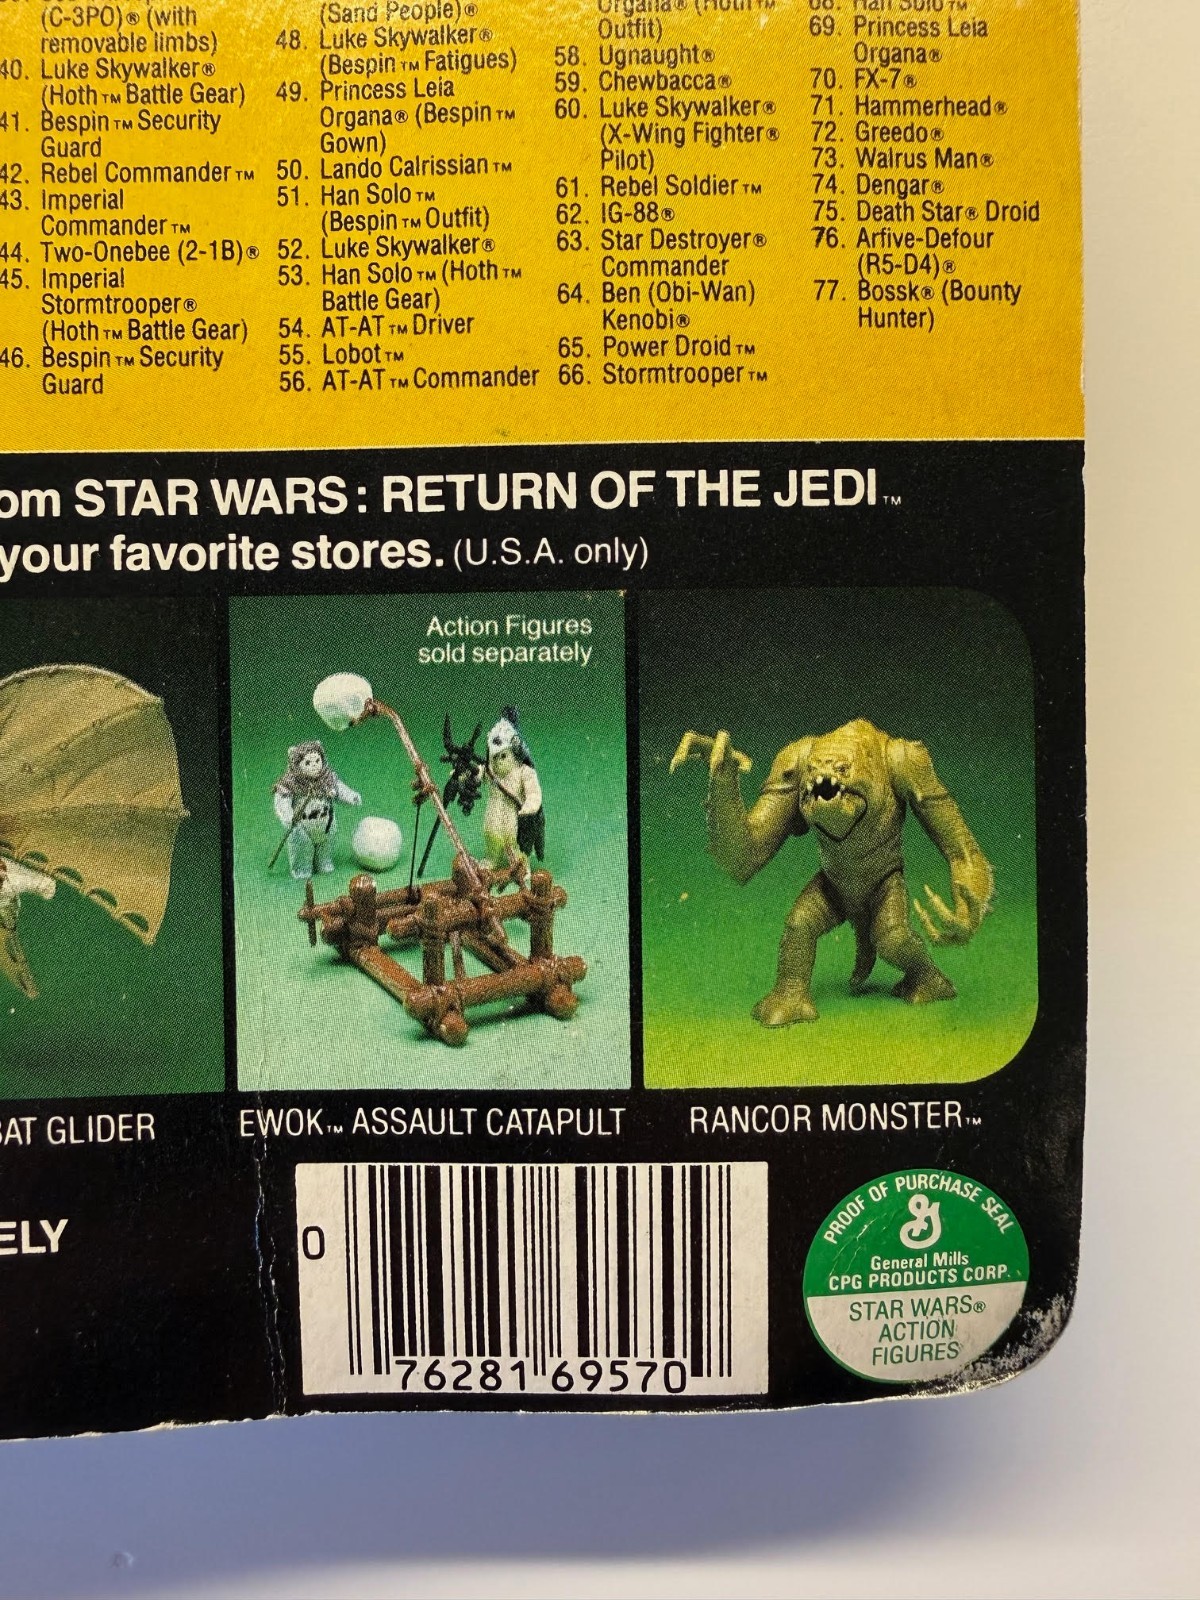 (C-3PO)® (with
removable limbs)
40. Luke Skywalker®
(Hoth™ Battle Gear)
41. Bespin™ Security
Guard
42. Rebel Commander™
43. Imperial
Commander™
44. Two-Onebee (2-1B)®
45. Imperial
Stormtrooper®
(Hoth™ Battle Gear)
46. Bespin™ Security
Guard
(Sand People)®
48. Luke Skywalker®
(Bespin™ Fatigues)
49. Princess Leia
Organa® (Bespin™
Gown)
50. Lando Calrissian™
51. Han Solo™
(Bespin™ Outfit)
52. Luke Skywalker®
53. Han Solo™ (Hoth™
Battle Gear)
54. AT-AT™ Driver
55. Lobot™
56. AT-AT™ Commander
Organa® (Hoth™
Outfit)
58. Ugnaught®
59. Chewbacca®
60. Luke Skywalker®
(X-Wing Fighter®
Pilot)
61. Rebel Soldier™
62. IG-88®
63. Star Destroyer®
Commander
64. Ben (Obi-Wan)
Kenobi®
65. Power Droid™
66. Stormtrooper™
68. Han Solo™
69. Princess Leia
Organa®
70. FX-7®
71. Hammerhead®
72. Greedo®
73. Walrus Man®
74. Dengar®
75. Death Star® Droid
76. Arfive-Defour
(R5-D4)®
77. Bossk® (Bounty
Hunter)
om STAR WARS: RETURN OF THE JEDI™
your favorite stores. (U.S.A. only)
Action Figures
sold separately
BAT GLIDER
EWOK™ ASSAULT CATAPULT
RANCOR MONSTER™
ELY
0 76281 69570
PROOF OF PURCHASE SEAL
General Mills
CPG PRODUCTS CORP.
STAR WARS®
ACTION
FIGURES